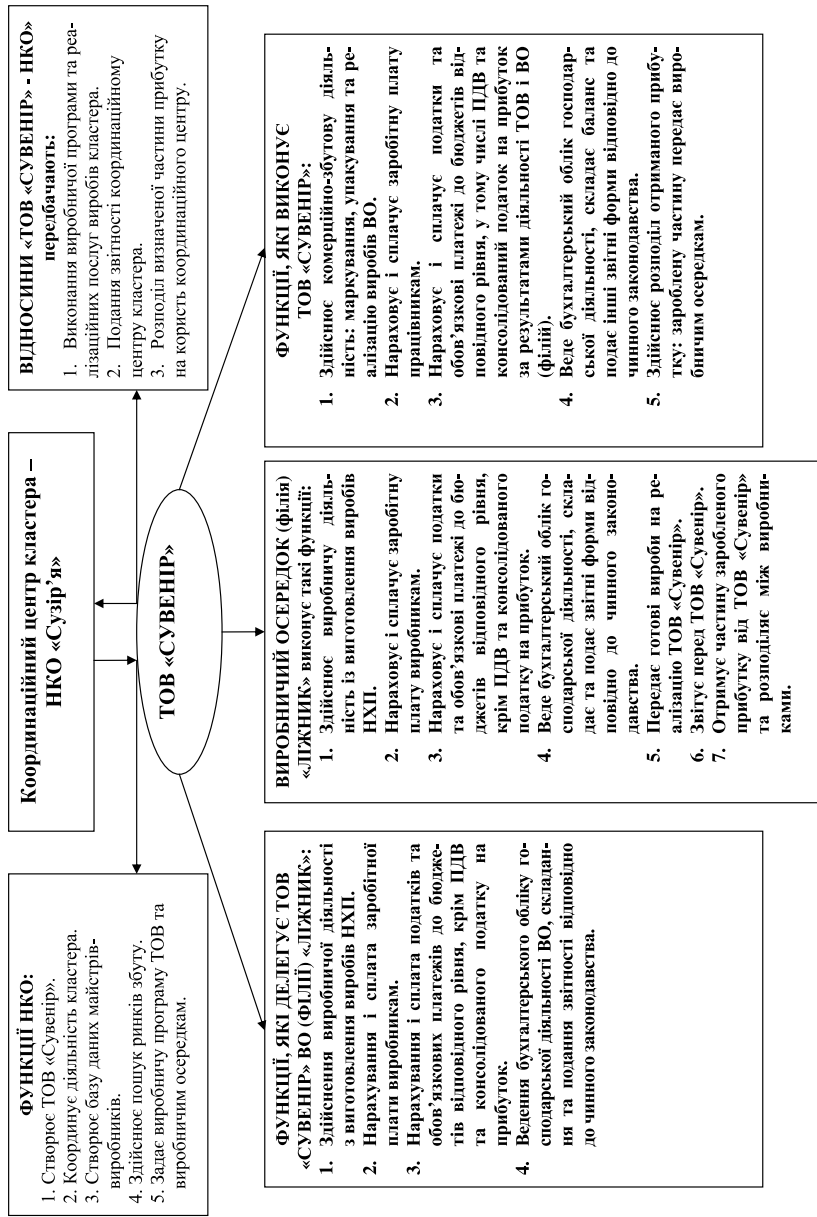 ФУНКЦІЇ НКО:
1. Створює ТОВ «Сувенір».
2. Координує діяльність кластера.
3. Створює базу даних майстрів-
виробників.
4. Здійснює пошук ринків збуту.
5. Задає виробничу програму ТОВ та
виробничим осередкам.
Координаційний центр кластера –
НКО «Сузір’я»
ВІДНОСИНИ «ТОВ «СУВЕНІР» - НКО»
передбачають:
1. Виконання виробничої програми та реа-
лізаційних послуг виробів кластера.
2. Подання звітності координаційному
центру кластера.
3. Розподіл визначеної частини прибутку
на користь координаційного центру.
ТОВ «СУВЕНІР»
ФУНКЦІЇ, ЯКІ ДЕЛЕГУЄ ТОВ
«СУВЕНІР» ВО (ФІЛІЇ) «ЛІЖНИК»:
1. Здійснення виробничої діяльності
з виготовлення виробів НХП.
2. Нарахування і сплата заробітної
плати виробникам.
3. Нарахування і сплата податків та
обов’язкових платежів до бюдже-
тів відповідного рівня, крім ПДВ
та консолідованого податку на
прибуток.
4. Ведення бухгалтерського обліку го-
сподарської діяльності ВО, складан-
ня та подання звітності відповідно
до чинного законодавства.
ВИРОБНИЧИЙ ОСЕРЕДОК (філія)
«ЛІЖНИК» виконує такі функції:
1. Здійснює виробничу діяль-
ність із виготовлення виробів
НХП.
2. Нараховує і сплачує заробітну
плату виробникам.
3. Нараховує і сплачує податки
та обов’язкові платежі до бю-
джетів відповідного рівня,
крім ПДВ та консолідованого
податку на прибуток.
4. Веде бухгалтерський облік го-
сподарської діяльності, скла-
дає та подає звітні форми від-
повідно до чинного законо-
давства.
5. Передає готові вироби на ре-
алізацію ТОВ «Сувенір».
6. Звітує перед ТОВ «Сувенір».
7. Отримує частину заробленого
прибутку від ТОВ «Сувенір»
та розподіляє між виробни-
ками.
ФУНКЦІЇ, ЯКІ ВИКОНУЄ
ТОВ «СУВЕНІР»:
1. Здійснює комерційно-збутову діяль-
ність: маркування, упакування та ре-
алізацію виробів ВО.
2. Нараховує і сплачує заробітну плату
працівникам.
3. Нараховує і сплачує податки та
обов’язкові платежі до бюджетів від-
повідного рівня, у тому числі ПДВ та
консолідований податок на прибуток
за результатами діяльності ТОВ і ВО
(філій).
4. Веде бухгалтерський облік господар-
ської діяльності, складає баланс та
подає інші звітні форми відповідно до
чинного законодавства.
5. Здійснює розподіл отриманого прибу-
тку: зароблену частину передає виро-
бничим осередкам.